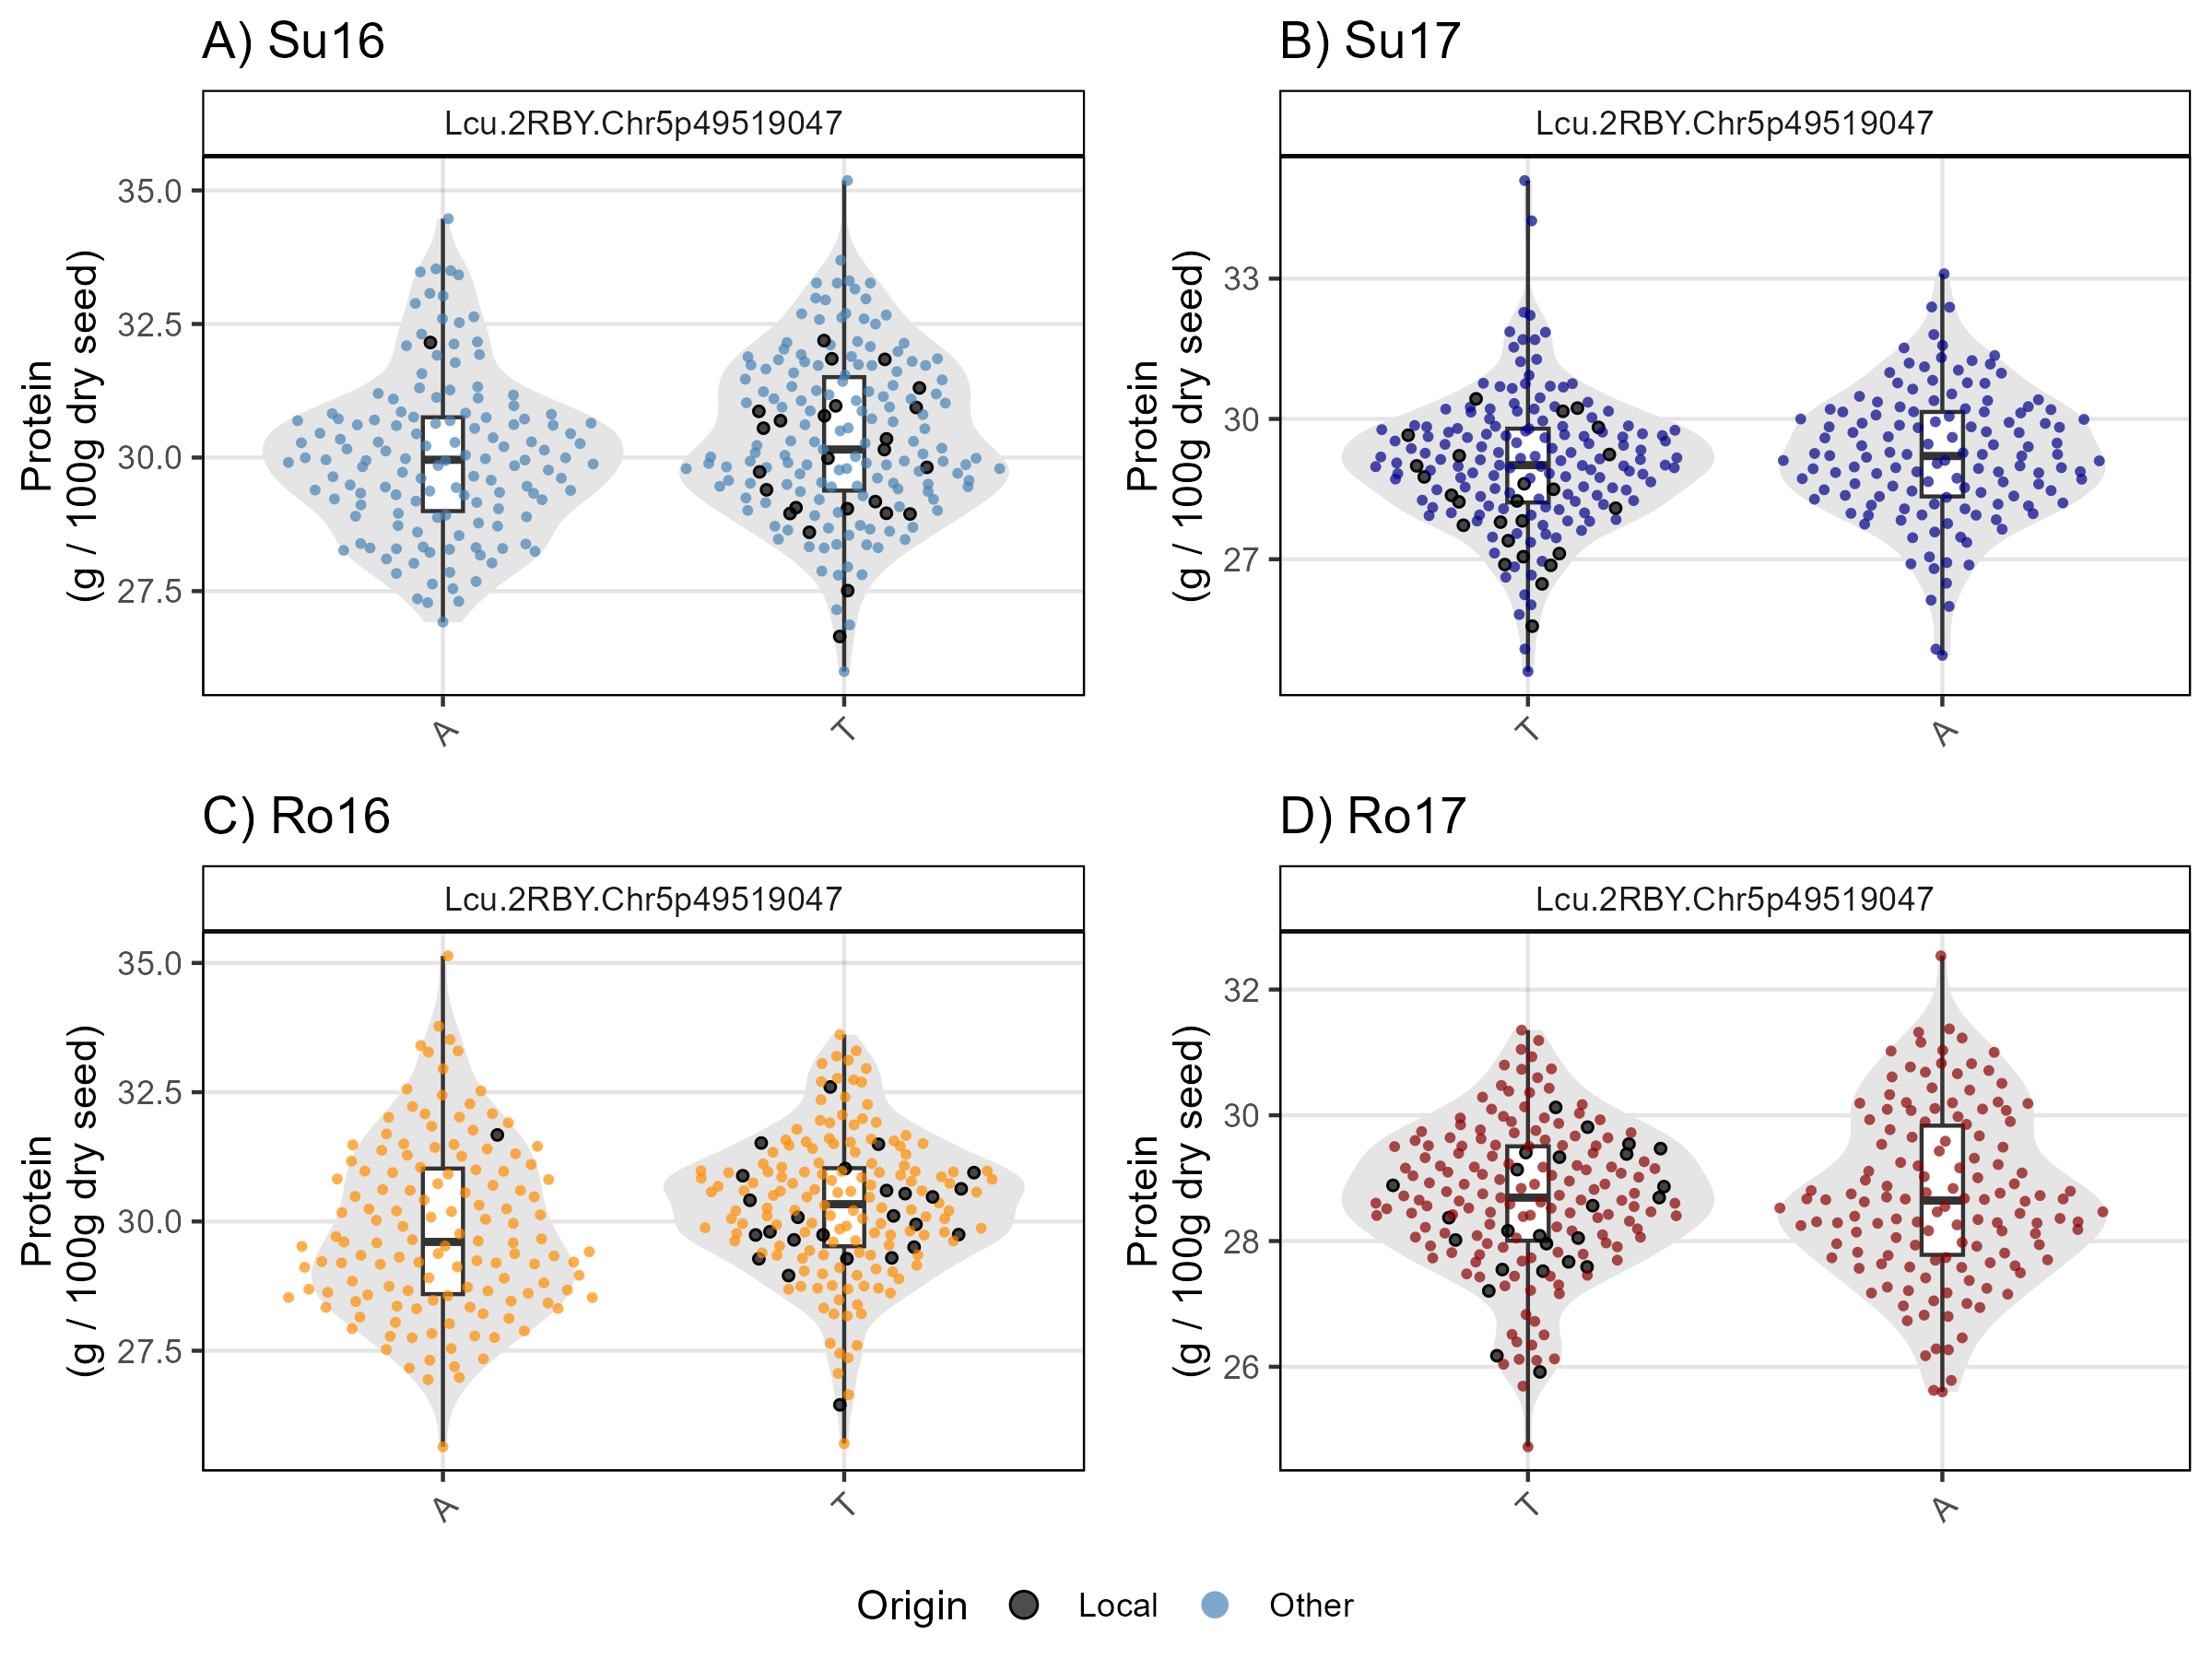 A) Su16
Lcu.2RBY.Chr5p49519047
Protein
(g / 100g dry seed)
35.0
32.5
30.0
27.5
A
T
B) Su17
Lcu.2RBY.Chr5p49519047
Protein
(g / 100g dry seed)
33
30
27
T
A
C) Ro16
Lcu.2RBY.Chr5p49519047
Protein
(g / 100g dry seed)
35.0
32.5
30.0
27.5
A
T
D) Ro17
Lcu.2RBY.Chr5p49519047
Protein
(g / 100g dry seed)
32
30
28
26
T
A
Origin Local Other